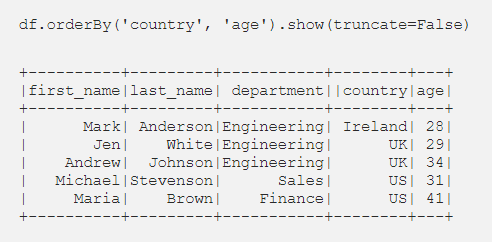 df.orderBy('country', 'age').show(truncate=False)
+----------+---------+-----------+--------+---+
|first_name|last_name| department||country|age|
+----------+---------+-----------+--------+---+
|      Mark| Anderson|Engineering| Ireland| 28|
|       Jen|    White|Engineering|      UK| 29|
|    Andrew|  Johnson|Engineering|      UK| 34|
|   Michael|Stevenson|      Sales|      US| 31|
|     Maria|    Brown|    Finance|      US| 41|
+----------+---------+-----------+--------+---+